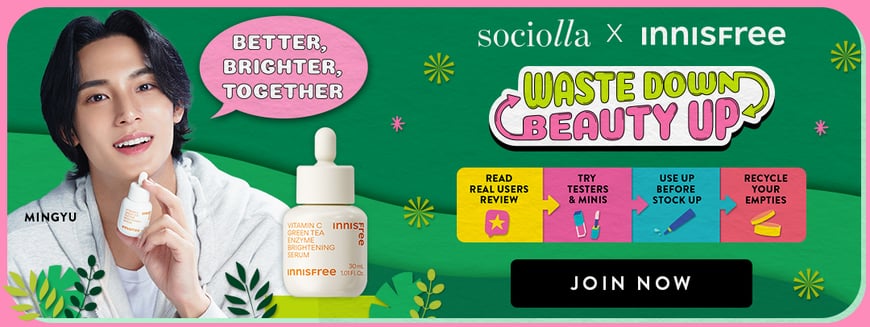 BETTER,
BRIGHTER,
TOGETHER
MINGYU
VITAMIN C
GREEN TEA
ENZYME
BRIGHTENING
SERUM
innisfree
30mL
1.01 FL.OZ.
innisfree
sociolla X innisfree
WASTE DOWN
BEAUTY UP
READ
REAL USERS
REVIEW
TRY
TESTERS
& MINIS
USE UP
BEFORE
STOCK UP
RECYCLE
YOUR
EMPTIES
JOIN NOW